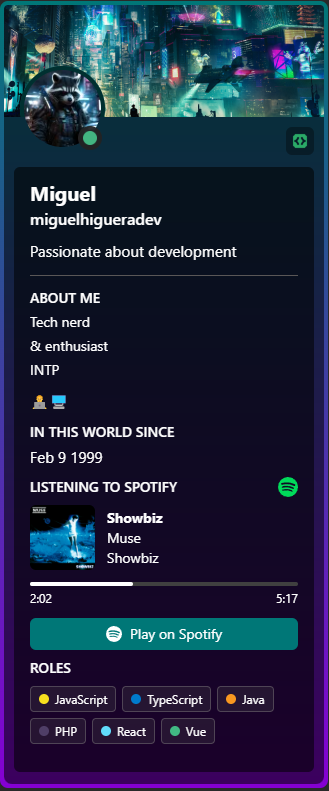 Miguel
miguelhigueradev
Passionate about development
ABOUT ME
Tech nerd
& enthusiast
INTP
IN THIS WORLD SINCE
Feb 9 1999
LISTENING TO SPOTIFY
Showbiz
Muse
Showbiz
2:02 5:17
Play on Spotify
ROLES
JavaScript TypeScript Java
PHP React Vue